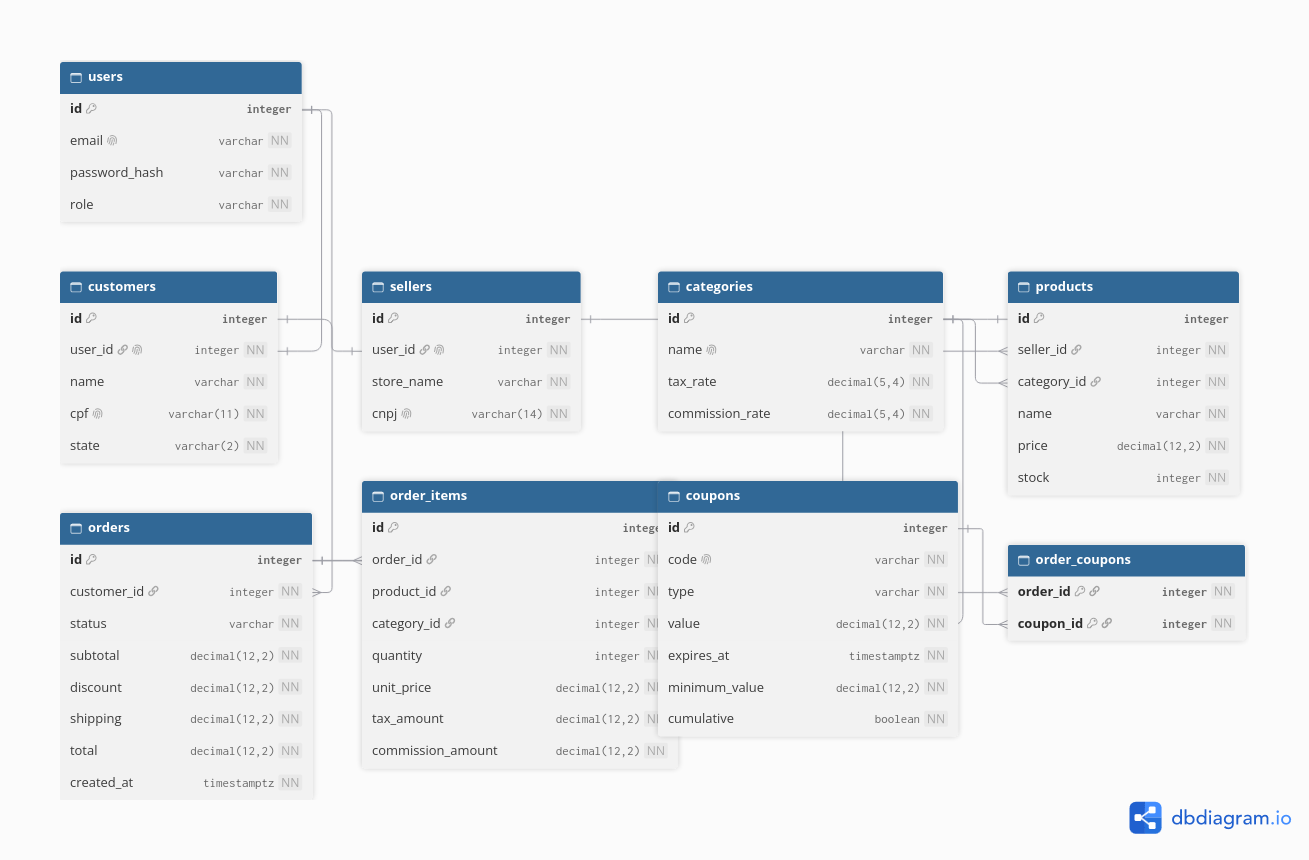 users
id integer
email varchar NN
password_hash varchar NN
role varchar NN
customers
id integer
user_id integer NN
name varchar NN
cpf varchar(11) NN
state varchar(2) NN
sellers
id integer
user_id integer NN
store_name varchar NN
cnpj varchar(14) NN
categories
id integer
name varchar NN
tax_rate decimal(5,4) NN
commission_rate decimal(5,4) NN
products
id integer
seller_id integer NN
category_id integer NN
name varchar NN
price decimal(12,2) NN
stock integer NN
orders
id integer
customer_id integer NN
status varchar NN
subtotal decimal(12,2) NN
discount decimal(12,2) NN
shipping decimal(12,2) NN
total decimal(12,2) NN
created_at timestamptz NN
order_items
id
order_id integer
product_id integer
category_id integer
quantity integer
unit_price decimal(12,2)
tax_amount decimal(12,2)
commission_amount decimal(12,2) NN
coupons
id integer
code varchar NN
type varchar NN
value decimal(12,2) NN
expires_at timestamptz NN
minimum_value decimal(12,2) NN
cumulative boolean NN
order_coupons
order_id integer NN
coupon_id integer NN
dbdiagram.io